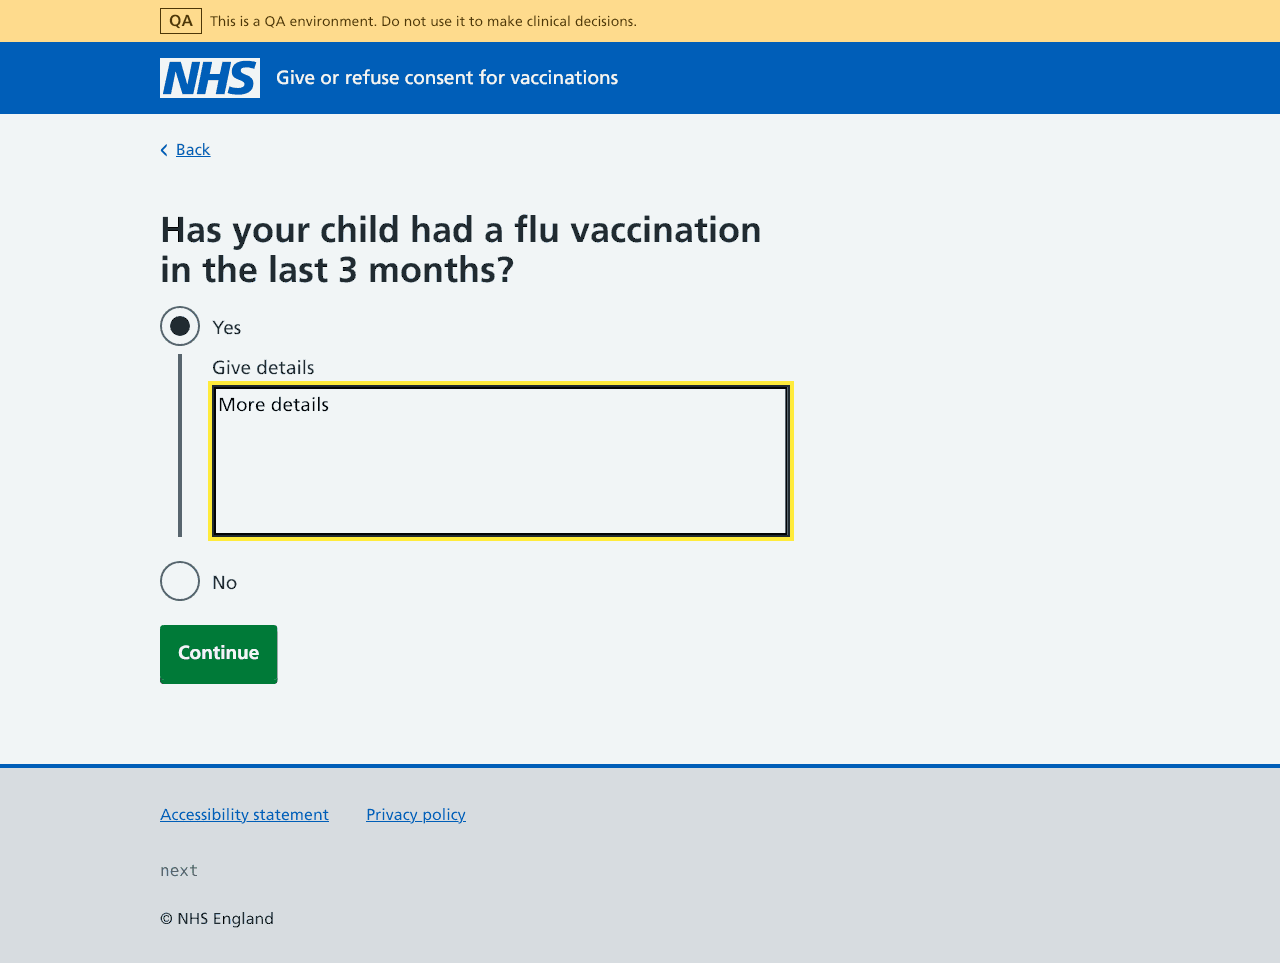 QA This is a QA environment. Do not use it to make clinical decisions.
NHS Give or refuse consent for vaccinations
Back
Has your child had a flu vaccination
in the last 3 months?
Yes
Give details
More details
No
Continue
Accessibility statement Privacy policy
next
© NHS England